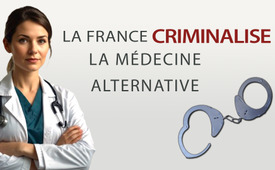 LA FRANCE CRIMINALISE
LA MÉDECINE
ALTERNATIVE